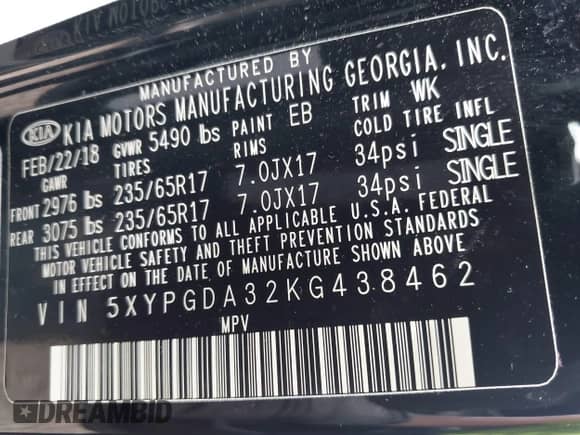 MANUFACTURED BY
KIA KIA MOTORS MANUFACTURING GEORGIA, INC.
FEB/22/18 GVWR 5490 lbs PAINT EB TRIM WK
GAWR TIRES RIMS COLD TIRE INFL
FRONT 2976 lbs 235/65R17 7.0JX17 34psi SINGLE
REAR 3075 lbs 235/65R17 7.0JX17 34psi SINGLE
THIS VEHICLE CONFORMS TO ALL APPLICABLE U.S.A. FEDERAL
MOTOR VEHICLE SAFETY AND THEFT PREVENTION STANDARDS
IN EFFECT ON THE DATE OF MANUFACTURE SHOWN ABOVE
VIN 5XYPGDA32KG438462
MPV
DREAMBID